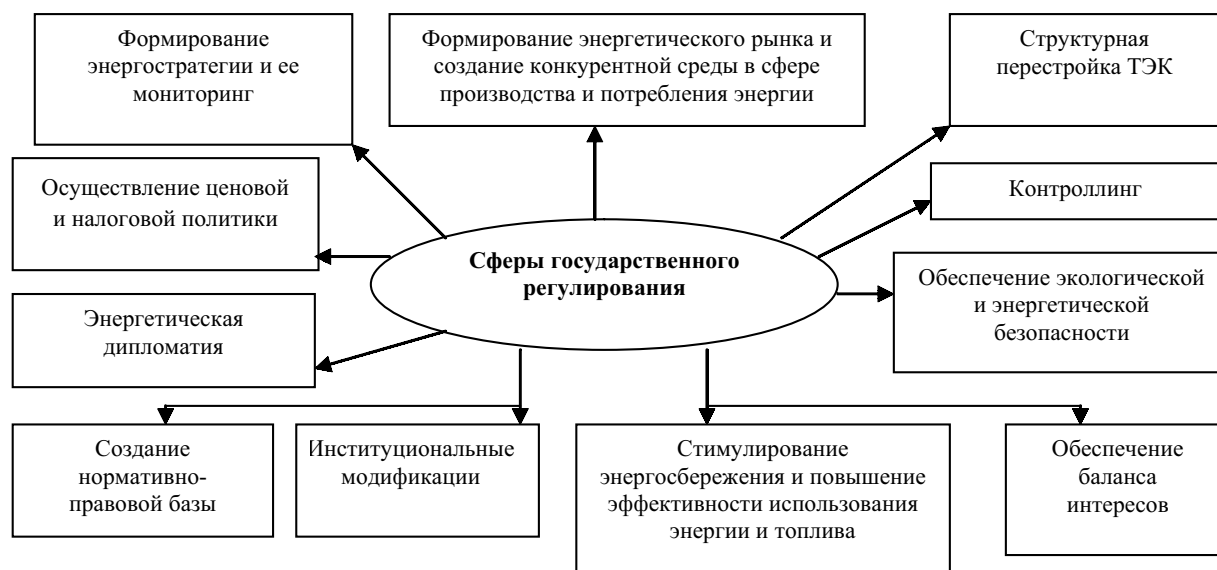 Формирование
энергостратегии и ее
мониторинг
Формирование энергетического рынка и
создание конкурентной среды в сфере
производства и потребления энергии
Структурная
перестройка ТЭК
Осуществление ценовой
и налоговой политики
Контроллинг
Сферы государственного
регулирования
Обеспечение экологической
и энергетической
безопасности
Энергетическая
дипломатия
Создание
нормативно-
правовой базы
Институциональные
модификации
Стимулирование
энергосбережения и повышение
эффективности использования
энергии и топлива
Обеспечение
баланса
интересов